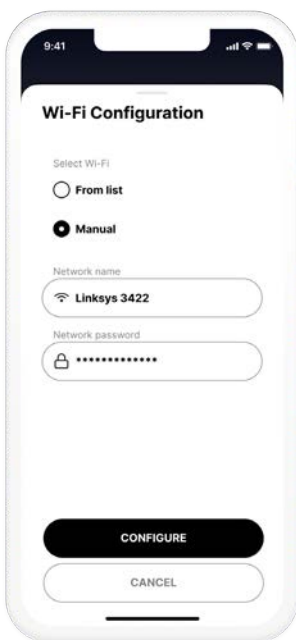 9:41
Wi-Fi Configuration
Select Wi-Fi
From list
Manual
Network name
Linksys 3422
Network password
•••••••••••••
CONFIGURE
CANCEL